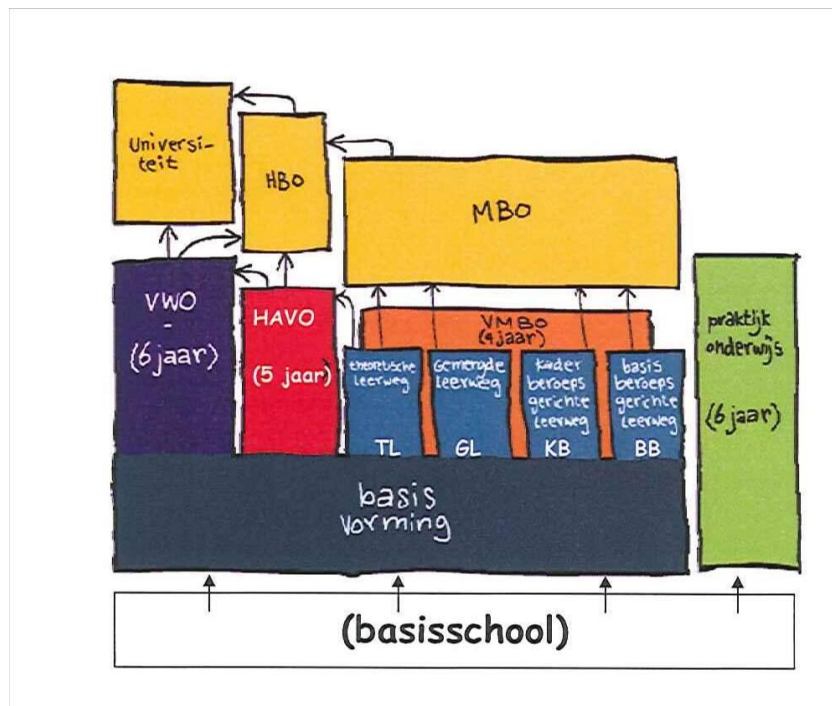 Universi-
teit
HBO
MBO
VWO
-
(6 jaar)
HAVO
(5 jaar)
VMBO
(4 jaar)
theoretische
leerweg
TL
Gemengde
leerweg
GL
kader
beroeps
gerichte
leerweg
KB
basis
beroeps
gerichte
leerweg
BB
praktijk
onderwijs
(6 jaar)
basis
vorming
(basisschool)